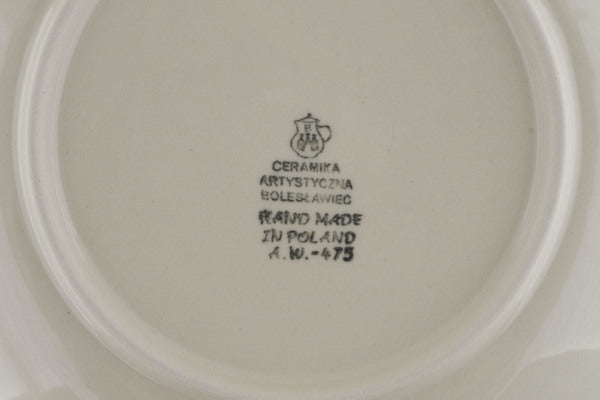 CERAMIKA
ARTYSTYCZNA
BOLESŁAWIEC
HAND MADE
IN POLAND
A.W.-475